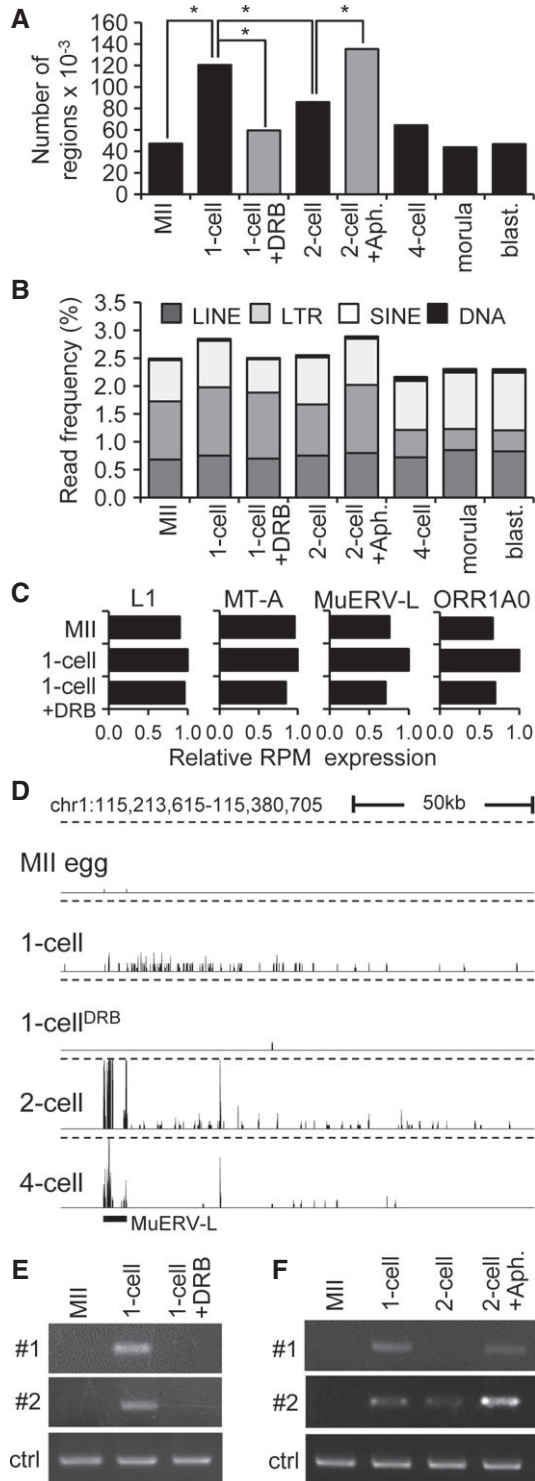 A
Number of
regions x 10-3
160
140
120
100
80
60
40
20
0
* * * *
MII
1-cell
1-cell
+DRB
2-cell
2-cell
+Aph.
4-cell
morula
blast.
B
Read frequency (%)
3.5
3.0
2.5
2.0
1.5
1.0
0.5
0.0
LINE LTR SINE DNA
MII
1-cell
1-cell
+DRB
2-cell
2-cell
+Aph.
4-cell
morula
blast.
C
L1 MT-A MuERV-L ORR1A0
MII
1-cell
1-cell
+DRB
0.0 0.5 1.0 0.0 0.5 1.0 0.0 0.5 1.0 0.0 0.5 1.0
Relative RPM expression
D
chr1:115,213,615-115,380,705 50kb
MII egg
1-cell
1-cellDRB
2-cell
4-cell
MuERV-L
E
MII
1-cell
1-cell
+DRB
#1
#2
ctrl
F
MII
1-cell
2-cell
2-cell
+Aph.
#1
#2
ctrl